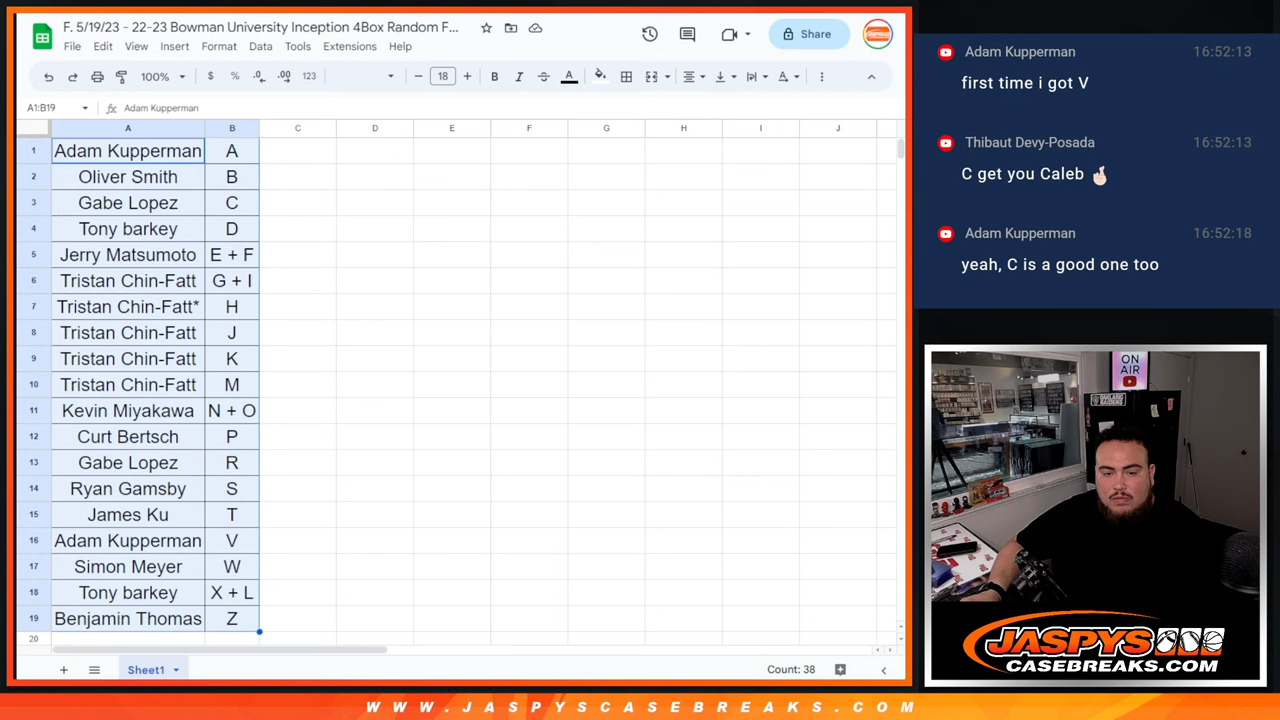 F. 5/19/23 - 22-23 Bowman University Inception 4Box Random F...
File Edit View Insert Format Data Tools Extensions Help
Share
100% $ % .0 .00 123 18 B I A
A1:B19 fx Adam Kupperman
A B C D E F G H I J
1 Adam Kupperman A
2 Oliver Smith B
3 Gabe Lopez C
4 Tony barkey D
5 Jerry Matsumoto E + F
6 Tristan Chin-Fatt G + I
7 Tristan Chin-Fatt* H
8 Tristan Chin-Fatt J
9 Tristan Chin-Fatt K
10 Tristan Chin-Fatt M
11 Kevin Miyakawa N + O
12 Curt Bertsch P
13 Gabe Lopez R
14 Ryan Gamsby S
15 James Ku T
16 Adam Kupperman V
17 Simon Meyer W
18 Tony barkey X + L
19 Benjamin Thomas Z
20
Sheet1
Count: 38
Adam Kupperman 16:52:13
first time i got V
Thibaut Devy-Posada 16:52:13
C get you Caleb 🤞🏻
Adam Kupperman 16:52:18
yeah, C is a good one too
ON
AIR
JASPYS
CASEBREAKS.COM
WWW.JASPYSCASEBREAKS.COM